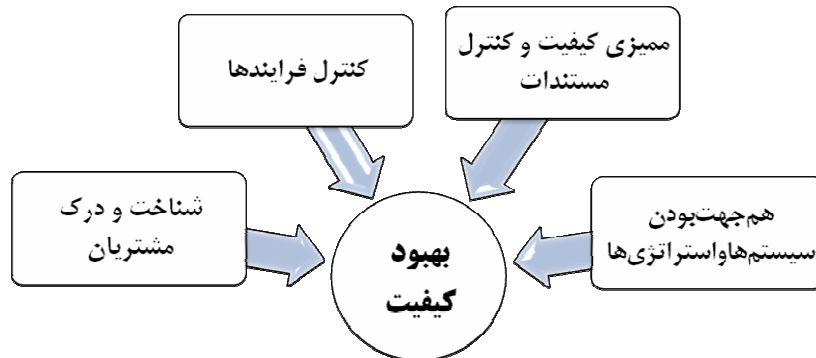 ممیزی کیفیت و کنترل
مستندات
کنترل فرایندها
هم‌جهت‌بودن
سیستم‌هاواستراتژی‌ها
شناخت و درک
مشتریان
بهبود
کیفیت